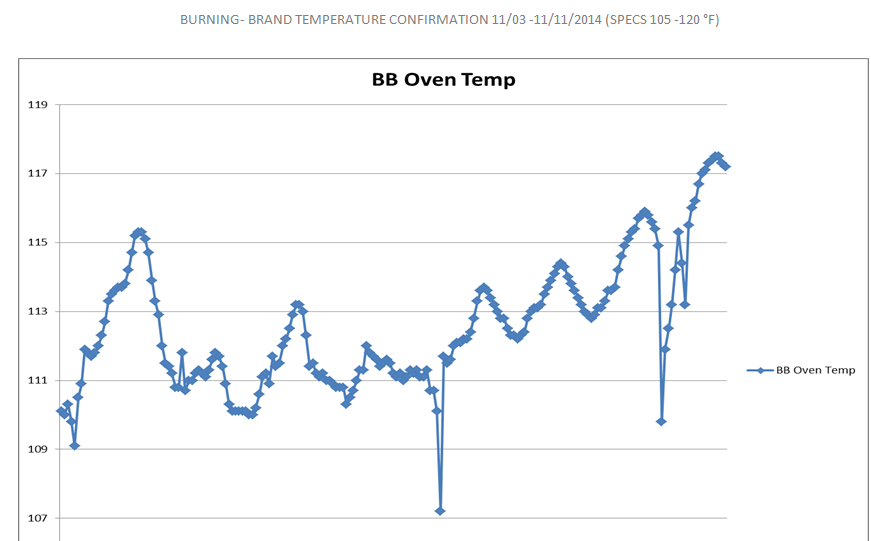 BURNING- BRAND TEMPERATURE CONFIRMATION 11/03 -11/11/2014 (SPECS 105 -120 °F)
BB Oven Temp
119
117
115
113
111
BB Oven Temp
109
107